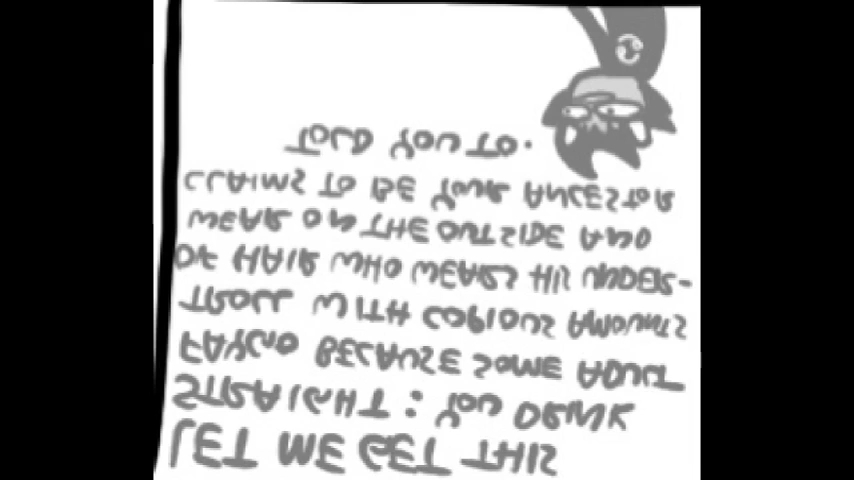 LET ME GET THIS
STRAIGHT: YOU DRINK
FAYGO BECAUSE SOME ADULT
TROLL WITH COPIOUS AMOUNTS
OF HAIR WHO WEARS HIS UNDER-
WEAR ON THE OUTSIDE AND
CLAIMS TO BE YOUR ANCESTOR
TOLD YOU TO.